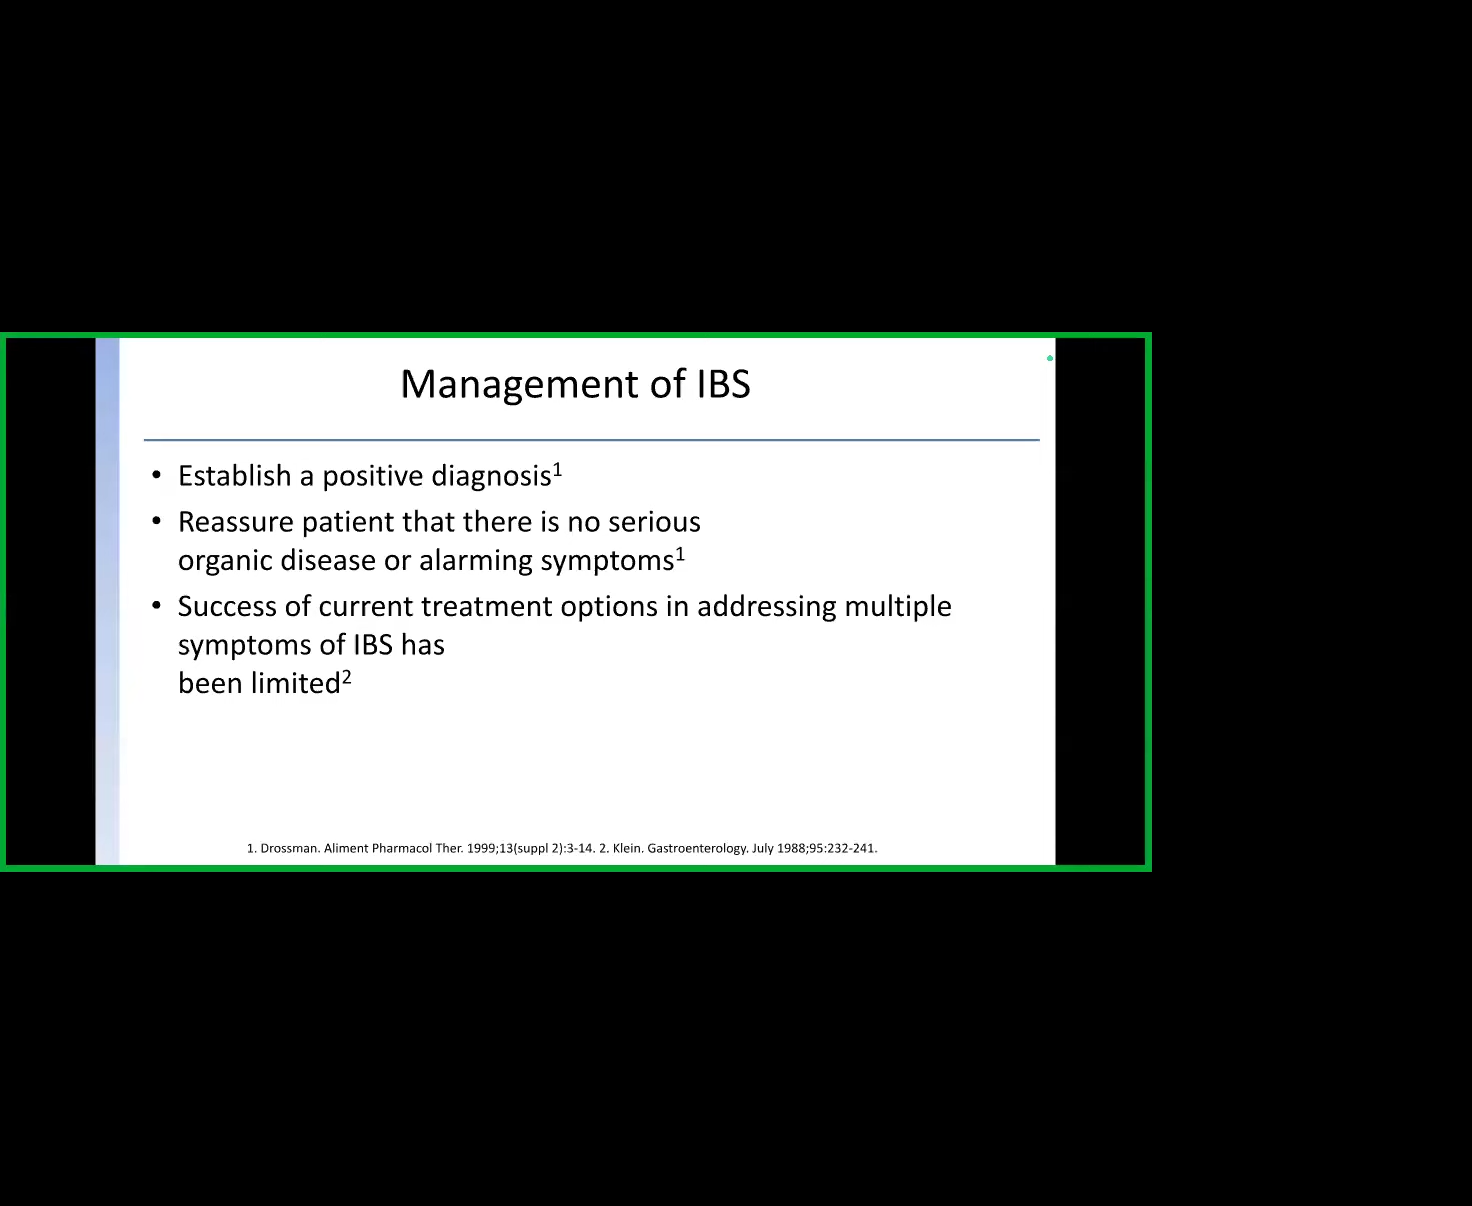 Management of IBS
• Establish a positive diagnosis1
• Reassure patient that there is no serious
organic disease or alarming symptoms1
• Success of current treatment options in addressing multiple
symptoms of IBS has
been limited2
1. Drossman. Aliment Pharmacol Ther. 1999;13(suppl 2):3-14. 2. Klein. Gastroenterology. July 1988;95:232-241.